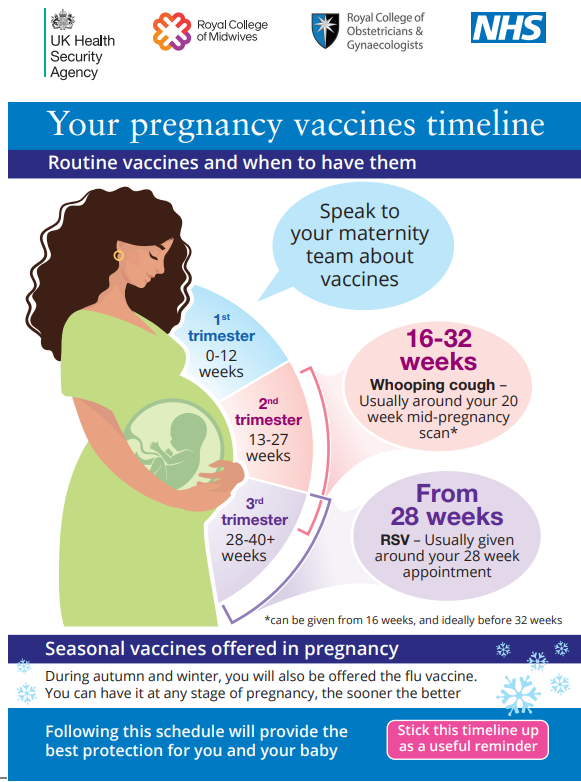 UK Health
Security
Agency
Royal College
of Midwives
Royal College of
Obstetricians &
Gynaecologists
NHS
Your pregnancy vaccines timeline
Routine vaccines and when to have them
Speak to
your maternity
team about
vaccines
1st
trimester
0-12
weeks
16-32
weeks
Whooping cough –
Usually around your 20
week mid-pregnancy
scan*
2nd
trimester
13-27
weeks
From
28 weeks
RSV – Usually given
around your 28 week
appointment
3rd
trimester
28-40+
weeks
*can be given from 16 weeks, and ideally before 32 weeks
Seasonal vaccines offered in pregnancy
During autumn and winter, you will also be offered the flu vaccine.
You can have it at any stage of pregnancy, the sooner the better
Following this schedule will provide the
best protection for you and your baby
Stick this timeline up
as a useful reminder